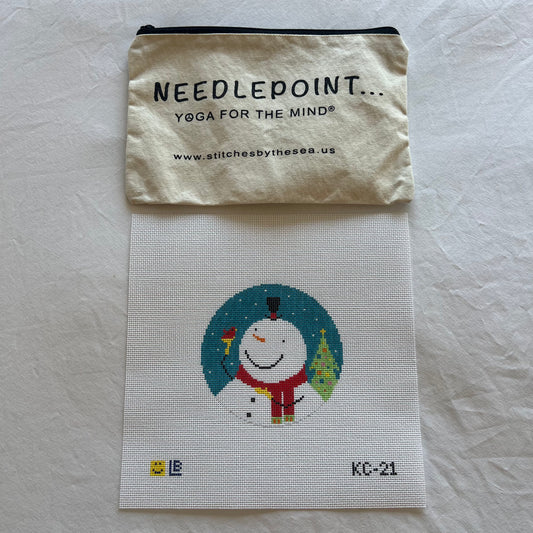 NEEDLEPOINT...
YOGA FOR THE MIND®
www.stitchesbythesea.us
LB KC-21